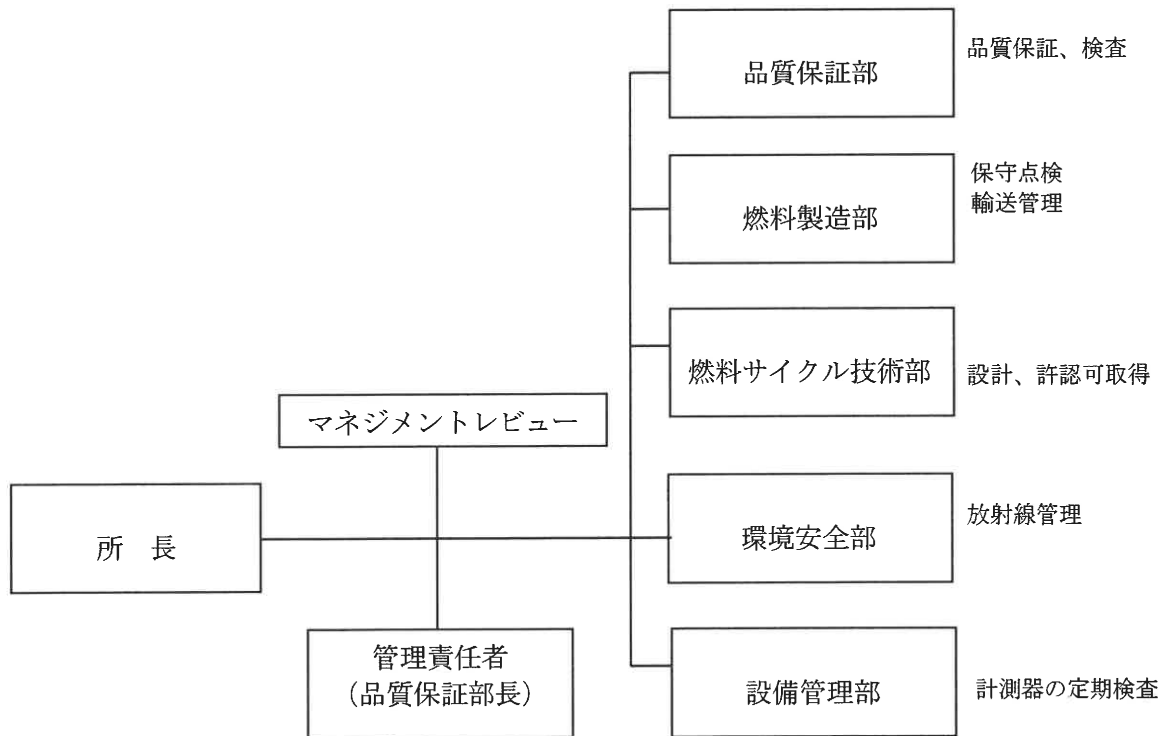 品質保証部
品質保証、検査
燃料製造部
保守点検
輸送管理
燃料サイクル技術部
設計、許認可取得
マネジメントレビュー
所　長
環境安全部
放射線管理
管理責任者
（品質保証部長）
設備管理部
計測器の定期検査